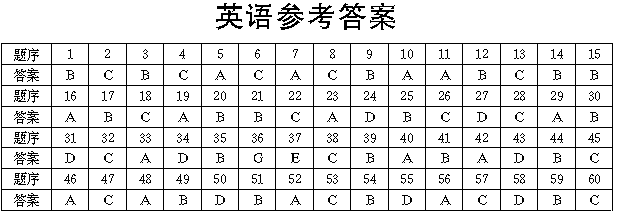 英语参考答案
题序 1 2 3 4 5 6 7 8 9 10 11 12 13 14 15
答案 B C B C A C A C B A A B C B B
题序 16 17 18 19 20 21 22 23 24 25 26 27 28 29 30
答案 A B C A B B C A D B C D C A B
题序 31 32 33 34 35 36 37 38 39 40 41 42 43 44 45
答案 D C A D B G E C B A B A D B C
题序 46 47 48 49 50 51 52 53 54 55 56 57 58 59 60
答案 A C A B D B A C B D A C D B C